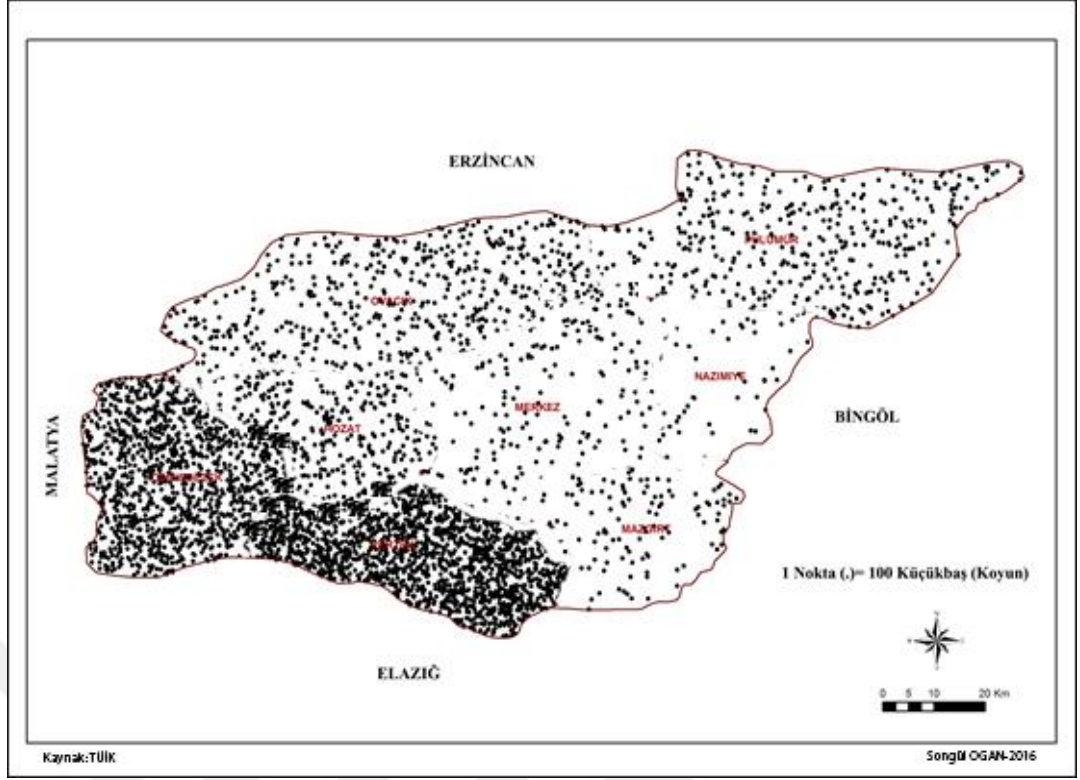 ERZİNCAN
PÜLÜMÜR
OVACIK
NAZIMIYE
MERKEZ
BİNGÖL
HOZAT
MALATYA
MAZGİRT
1 Nokta (.)= 100 Küçükbaş (Koyun)
ELAZIĞ
0 5 10 20 Km
Kaynak:TÜİK
Songül OGAN-2016